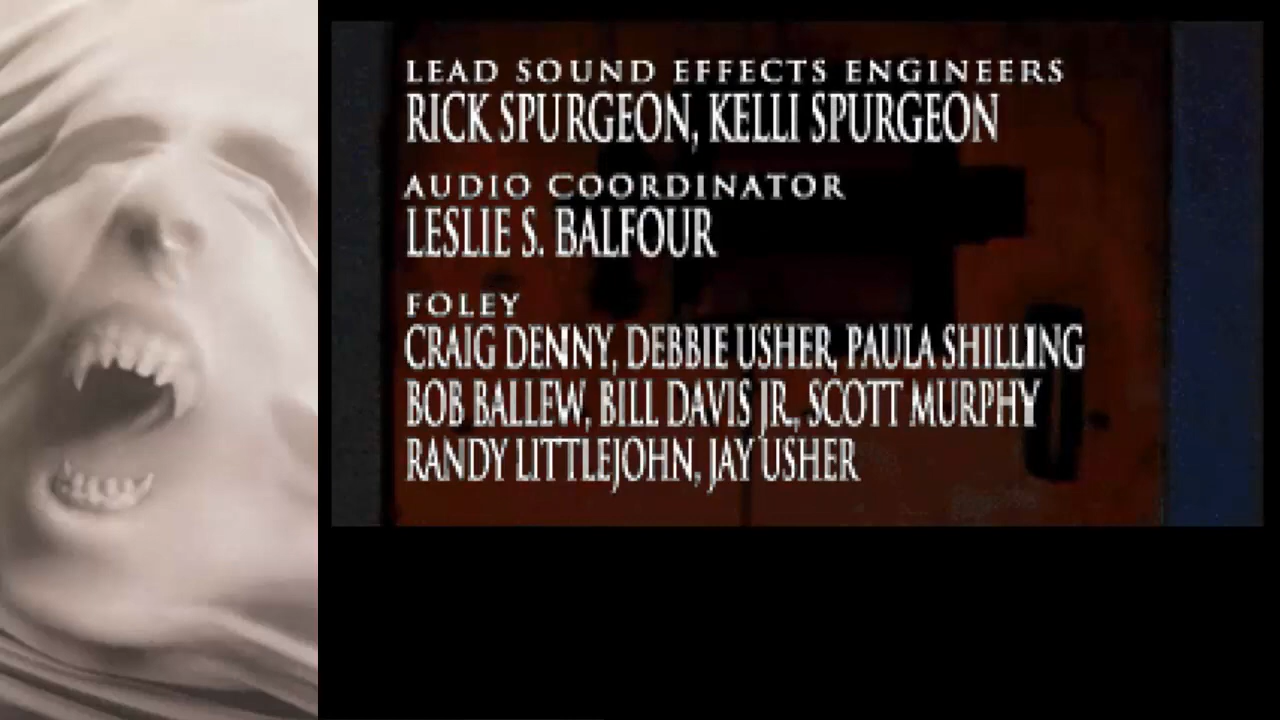 LEAD SOUND EFFECTS ENGINEERS
RICK SPURGEON, KELLI SPURGEON
AUDIO COORDINATOR
LESLIE S. BALFOUR
FOLEY
CRAIG DENNY, DEBBIE USHER, PAULA SHILLING
BOB BALLEW, BILL DAVIS JR., SCOTT MURPHY
RANDY LITTLEJOHN, JAY USHER